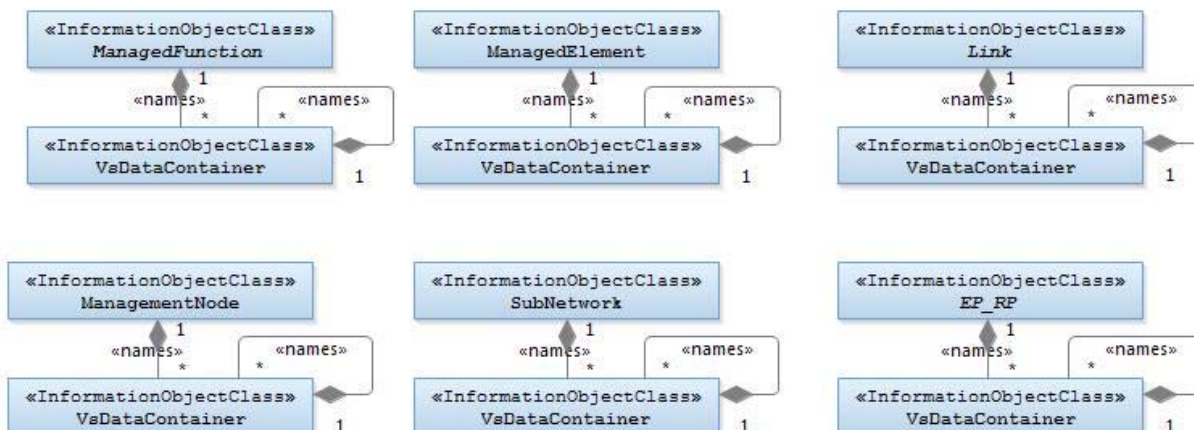 «InformationObjectClass»
ManagedFunction
1
«names»
*
«names»
*
«InformationObjectClass»
VsDataContainer
1
«InformationObjectClass»
ManagedElement
1
«names»
*
«names»
*
«InformationObjectClass»
VsDataContainer
1
«InformationObjectClass»
Link
1
«names»
*
«names»
*
«InformationObjectClass»
VsDataContainer
1
«InformationObjectClass»
ManagementNode
1
«names»
*
«names»
*
«InformationObjectClass»
VsDataContainer
1
«InformationObjectClass»
SubNetwork
1
«names»
*
«names»
*
«InformationObjectClass»
VsDataContainer
1
«InformationObjectClass»
EP_RP
1
«names»
*
«names»
*
«InformationObjectClass»
VsDataContainer
1